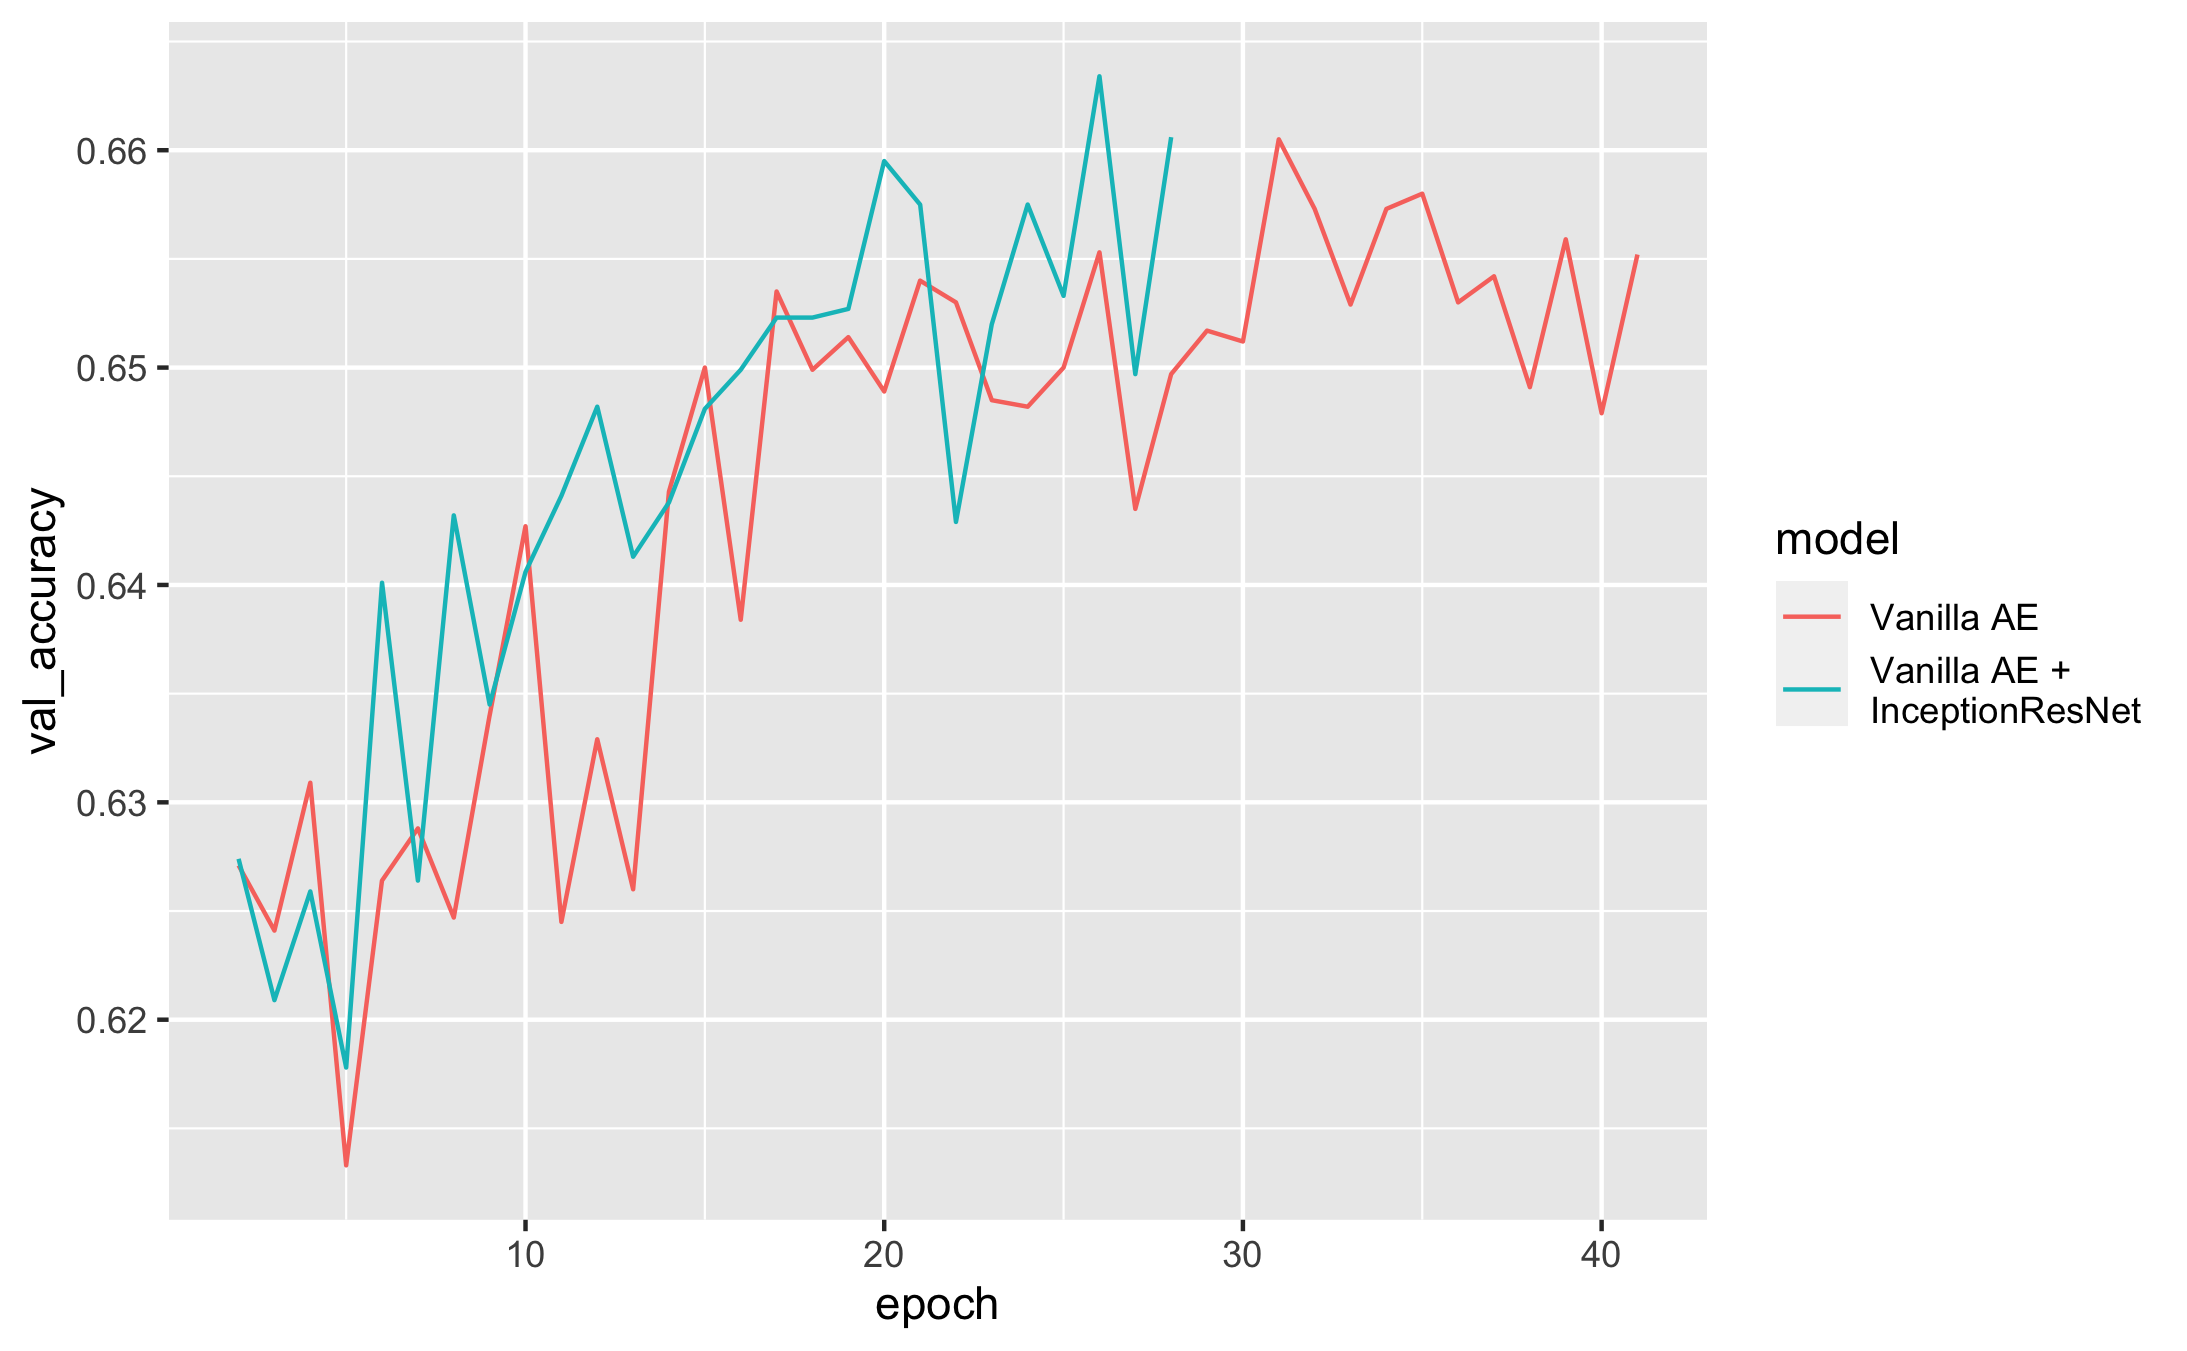 val_accuracy
0.66
0.65
0.64
0.63
0.62
10 20 30 40
epoch
model
Vanilla AE
Vanilla AE +
InceptionResNet